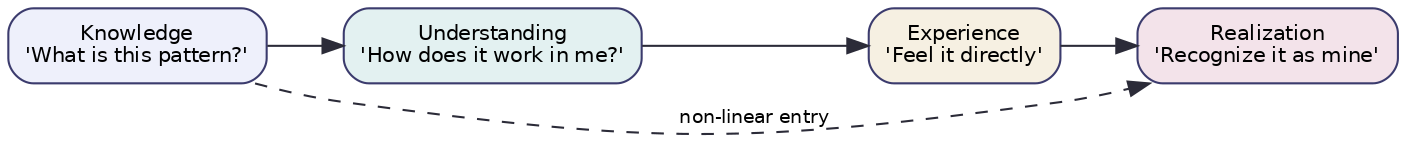 Knowledge
'What is this pattern?'
Understanding
'How does it work in me?'
Experience
'Feel it directly'
Realization
'Recognize it as mine'
non-linear entry